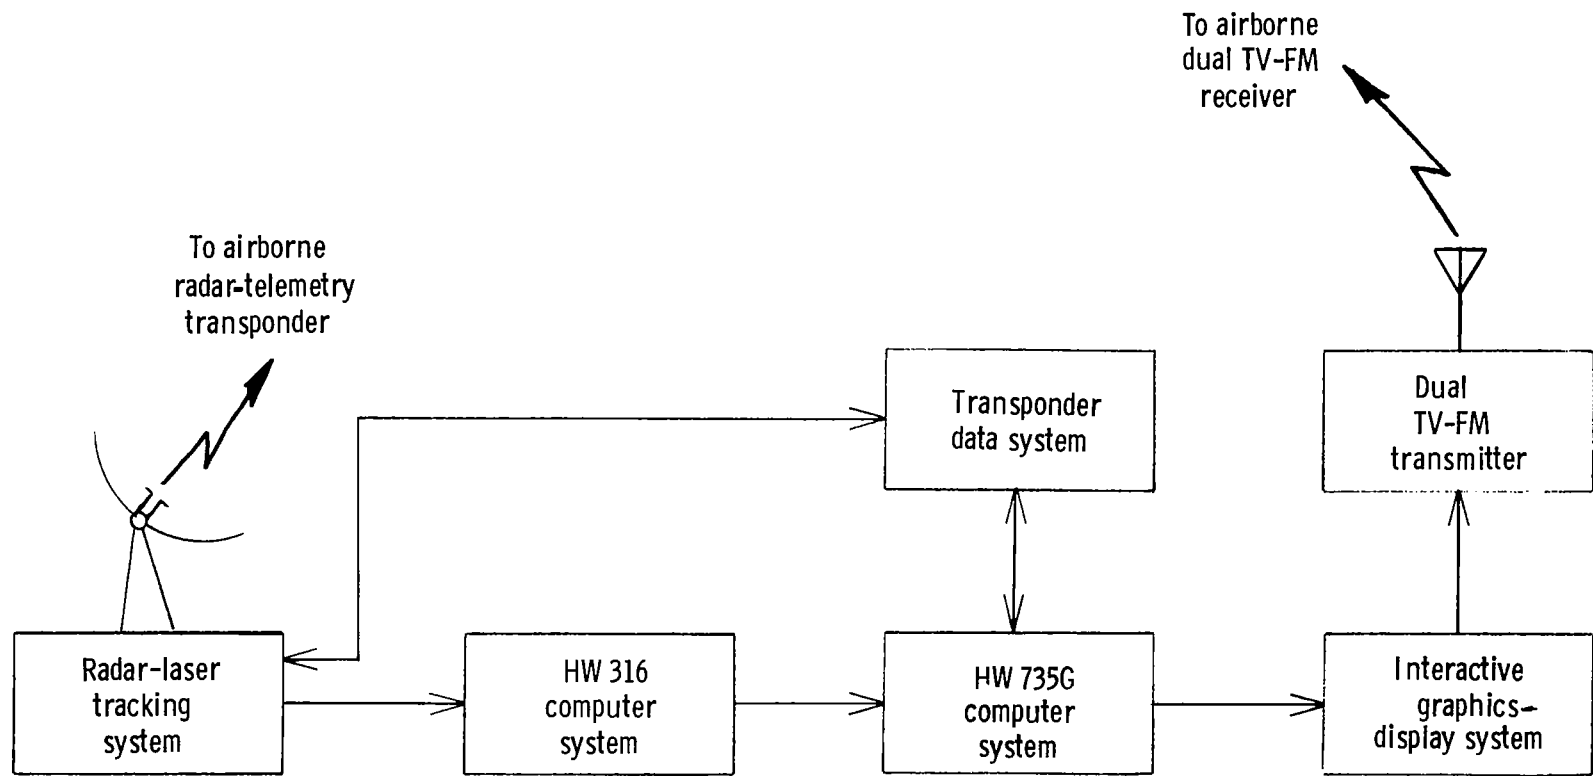 To airborne
dual TV-FM
receiver
To airborne
radar-telemetry
transponder
Transponder
data system
Dual
TV-FM
transmitter
Radar-laser
tracking
system
HW 316
computer
system
HW 735G
computer
system
Interactive
graphics-
display system